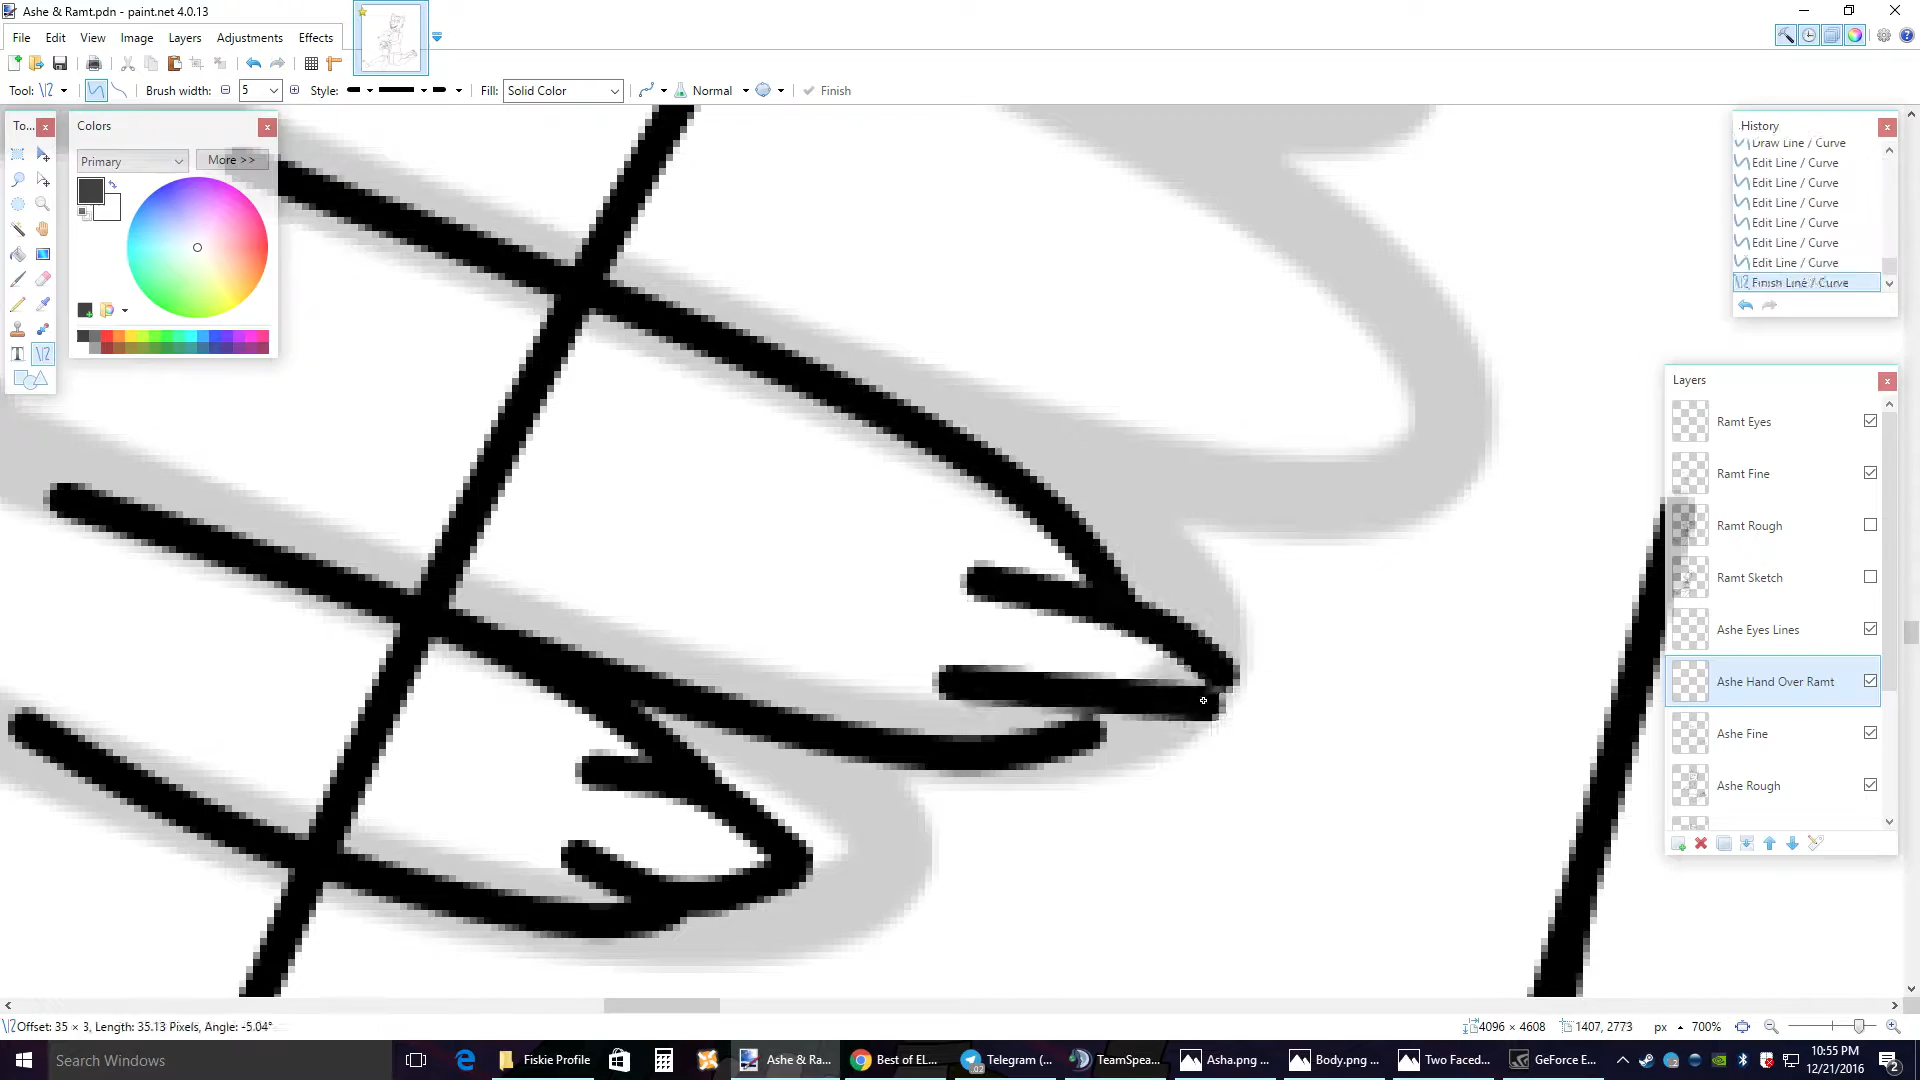 Ashe & Ramt.pdn - paint.net 4.0.13
File Edit View Image Layers Adjustments Effects
Tool: Brush width: 5 Style: Fill: Solid Color Normal Finish
To...
Colors
Primary
More >>
History
Draw Line / Curve
Edit Line / Curve
Edit Line / Curve
Edit Line / Curve
Edit Line / Curve
Edit Line / Curve
Edit Line / Curve
Finish Line / Curve
Layers
Ramt Eyes
Ramt Fine
Ramt Rough
Ramt Sketch
Ashe Eyes Lines
Ashe Hand Over Ramt
Ashe Fine
Ashe Rough
Offset: 35 × 3, Length: 35.13 Pixels, Angle: -5.04°
4096 × 4608 1407, 2773 px 700%
Search Windows
Fiskie Profile
Ashe & Ra...
Best of EL...
Telegram (...
TeamSpea...
Asha.png ...
Body.png ...
Two Faced...
GeForce E...
10:55 PM
12/21/2016